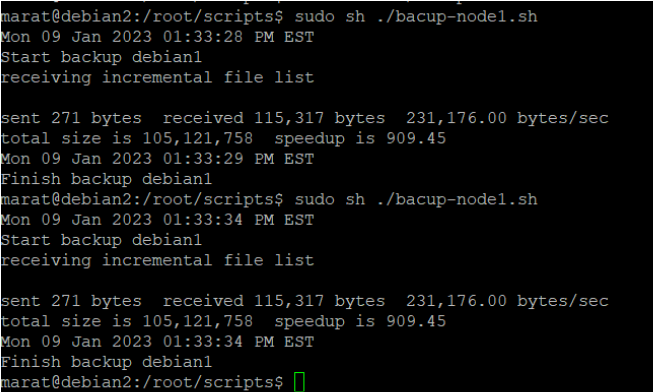 marat@debian2:/root/scripts$ sudo sh ./bacup-node1.sh
Mon 09 Jan 2023 01:33:28 PM EST
Start backup debian1
receiving incremental file list
sent 271 bytes  received 115,317 bytes  231,176.00 bytes/sec
total size is 105,121,758  speedup is 909.45
Mon 09 Jan 2023 01:33:29 PM EST
Finish backup debian1
marat@debian2:/root/scripts$ sudo sh ./bacup-node1.sh
Mon 09 Jan 2023 01:33:34 PM EST
Start backup debian1
receiving incremental file list
sent 271 bytes  received 115,317 bytes  231,176.00 bytes/sec
total size is 105,121,758  speedup is 909.45
Mon 09 Jan 2023 01:33:34 PM EST
Finish backup debian1
marat@debian2:/root/scripts$